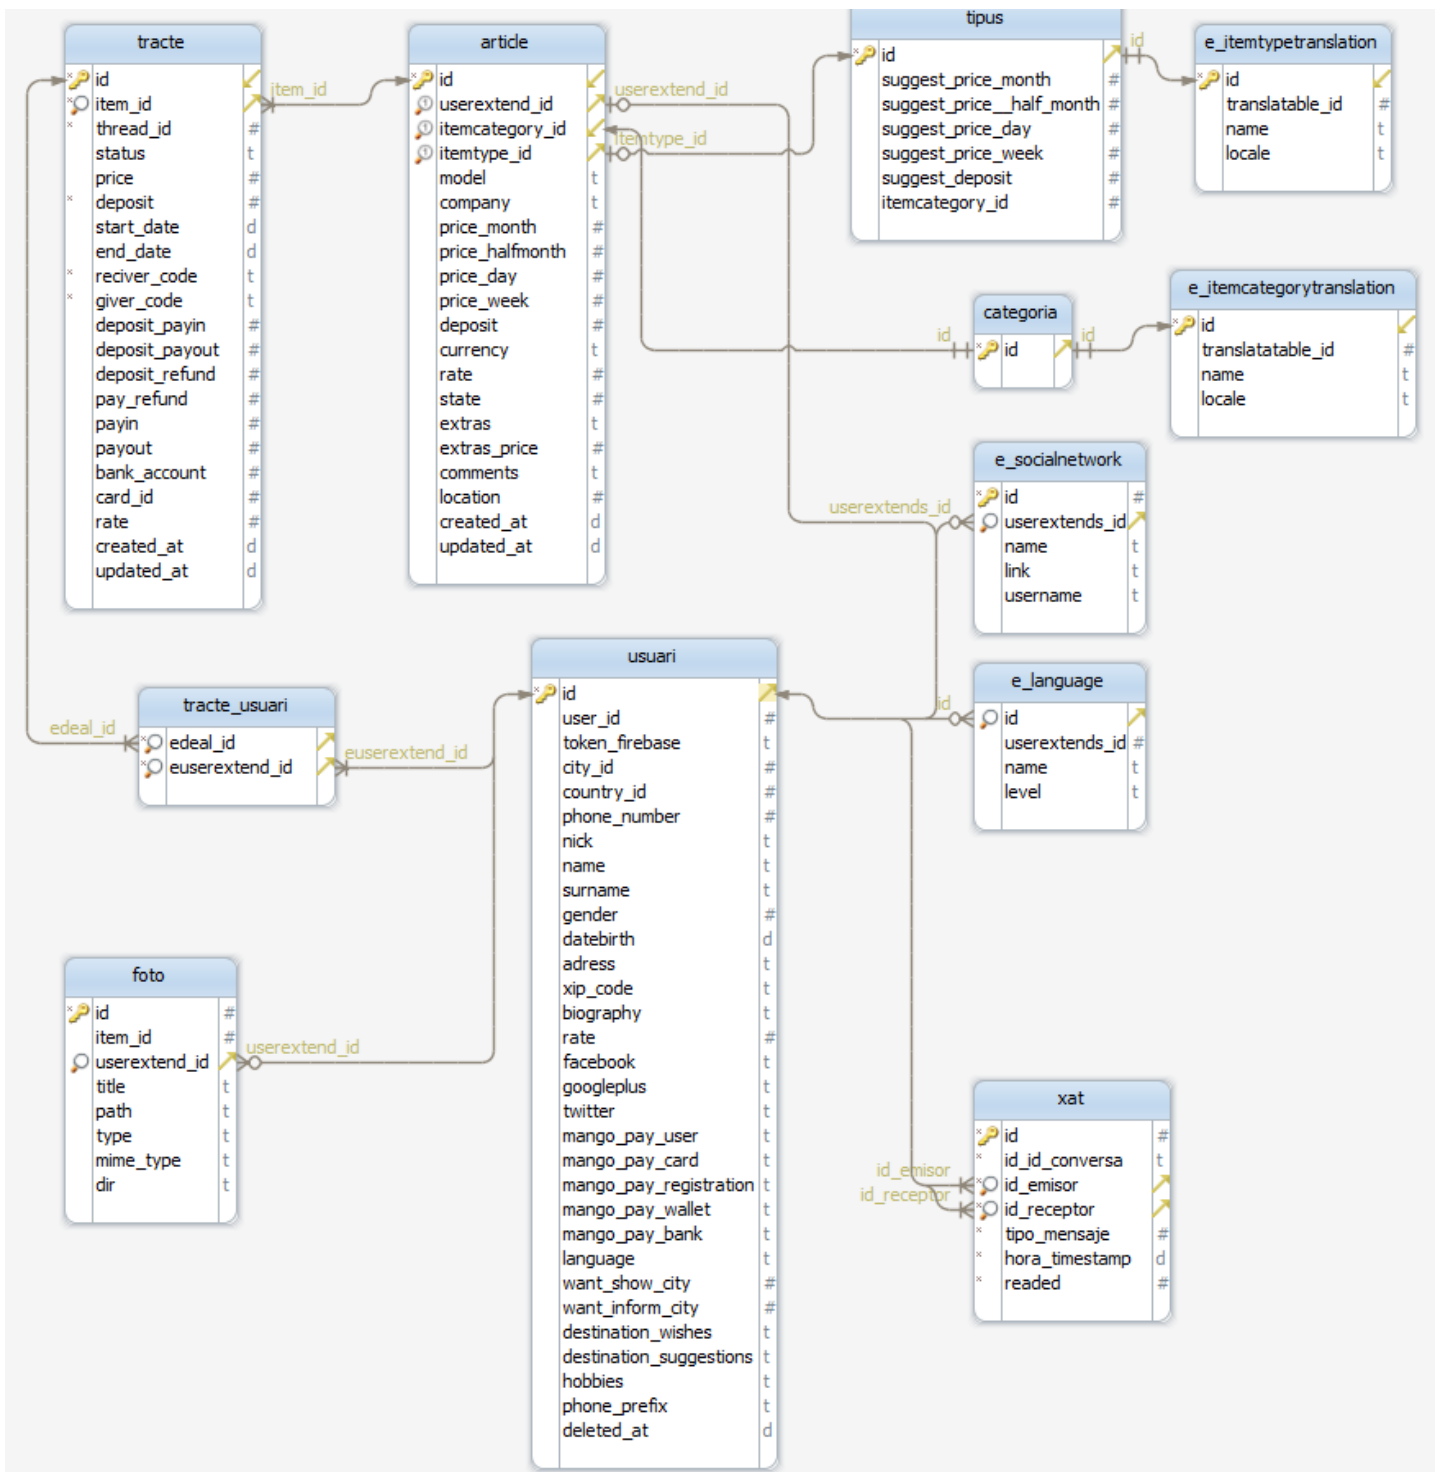 tracte
id
item_id
thread_id #
status t
price #
deposit #
start_date d
end_date d
reciver_code t
giver_code t
deposit_payin #
deposit_payout #
deposit_refund #
pay_refund #
payin #
payout #
bank_account #
card_id #
rate #
created_at d
updated_at d
item_id
article
id
userextend_id
itemcategory_id
itemtype_id
model t
company t
price_month #
price_halfmonth #
price_day #
price_week #
deposit #
currency t
rate #
state #
extras t
extras_price #
comments t
location #
created_at d
updated_at d
userextend_id
itemtype_id
tipus
id
suggest_price_month #
suggest_price__half_month #
suggest_price_day #
suggest_price_week #
suggest_deposit #
itemcategory_id #
id
e_itemtypetranslation
id
translatable_id #
name t
locale t
id
categoria
id
id
e_itemcategorytranslation
id
translatatable_id #
name t
locale t
userextends_id
e_socialnetwork
id #
userextends_id
name t
link t
username t
id
e_language
id
userextends_id #
name t
level t
edeal_id
tracte_usuari
edeal_id
euserextend_id
euserextend_id
usuari
id
user_id #
token_firebase t
city_id #
country_id #
phone_number #
nick t
name t
surname t
gender #
datebirth d
adress t
xip_code t
biography t
rate #
facebook t
googleplus t
twitter t
mango_pay_user t
mango_pay_card t
mango_pay_registration t
mango_pay_wallet t
mango_pay_bank t
language t
want_show_city #
want_inform_city #
destination_wishes t
destination_suggestions t
hobbies t
phone_prefix t
deleted_at d
foto
id #
item_id #
userextend_id
title t
path t
type t
mime_type t
dir t
userextend_id
id_emisor
id_receptor
xat
id #
id_id_conversa t
id_emisor
id_receptor
tipo_mensaje #
hora_timestamp d
readed #